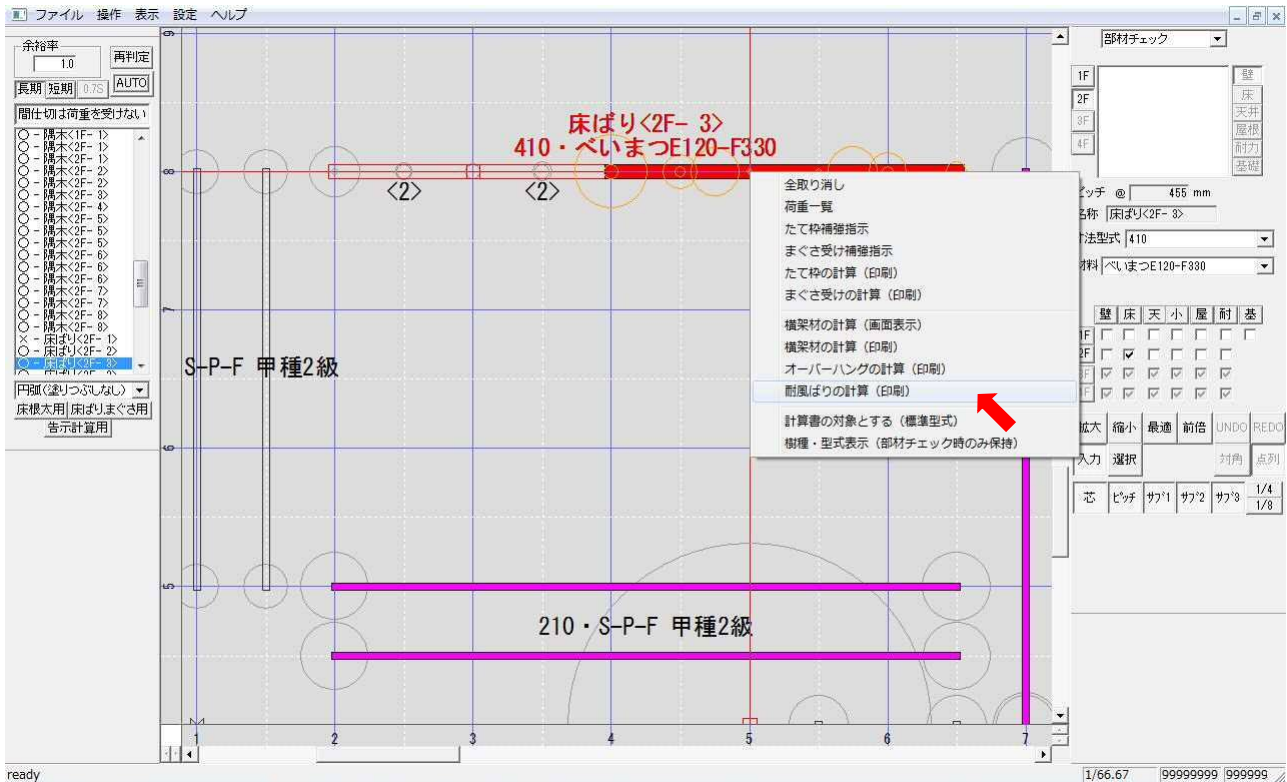 ファイル 操作 表示 設定 ヘルプ
余裕率
1.0
再判定
長期 短期 0.7S AUTO
間仕切は荷重を受けない
○ - 隅木<1F- 1>
○ - 隅木<2F- 1>
○ - 隅木<2F- 1>
○ - 隅木<2F- 2>
○ - 隅木<2F- 2>
○ - 隅木<2F- 3>
○ - 隅木<2F- 4>
○ - 隅木<2F- 4>
○ - 隅木<2F- 5>
○ - 隅木<2F- 5>
○ - 隅木<2F- 6>
○ - 隅木<2F- 6>
○ - 隅木<2F- 7>
○ - 隅木<2F- 7>
○ - 隅木<2F- 8>
○ - 隅木<2F- 8>
× - 床ばり<2F- 1>
○ - 床ばり<2F- 2>
○ - 床ばり<2F- 3>
円弧(塗りつぶしなし)
床根太用 床ばりまぐさ用
告示計算用
9
8
7
6
5
床ばり<2F- 3>
410・べいまつE120-F330
<2> <2>
S-P-F 甲種2級
210・S-P-F 甲種2級
1 2 3 4 5 6 7
全取り消し
荷重一覧
たて枠補強指示
まぐさ受け補強指示
たて枠の計算(印刷)
まぐさ受けの計算(印刷)
横架材の計算(画面表示)
横架材の計算(印刷)
オーバーハングの計算(印刷)
耐風ばりの計算(印刷)
計算書の対象とする(標準型式)
樹種・型式表示(部材チェック時のみ保持)
部材チェック
1F
2F
3F
4F
壁
床
天井
屋根
耐力
基礎
ピッチ @ 455 mm
名称 床ばり<2F- 3>
寸法型式 410
材料 べいまつE120-F330
壁 床 天 小 屋 耐 基
1F
2F
3F
4F
拡大 縮小 最適 前倍 UNDO REDO
入力 選択 対角 点列
芯 ピッチ サブ1 サブ2 サブ3 1/4
1/8
ready
1/66.67 99999999 999999